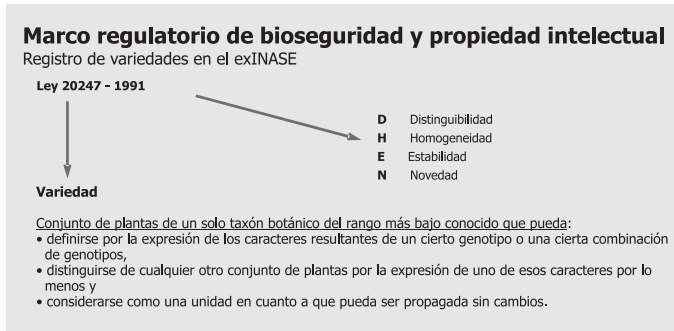 Marco regulatorio de bioseguridad y propiedad intelectual
Registro de variedades en el exINASE
Ley 20247 - 1991
D Distinguibilidad
H Homogeneidad
E Estabilidad
N Novedad
Variedad
Conjunto de plantas de un solo taxón botánico del rango más bajo conocido que pueda:
• definirse por la expresión de los caracteres resultantes de un cierto genotipo o una cierta combinación
de genotipos,
• distinguirse de cualquier otro conjunto de plantas por la expresión de uno de esos caracteres por lo
menos y
• considerarse como una unidad en cuanto a que pueda ser propagada sin cambios.